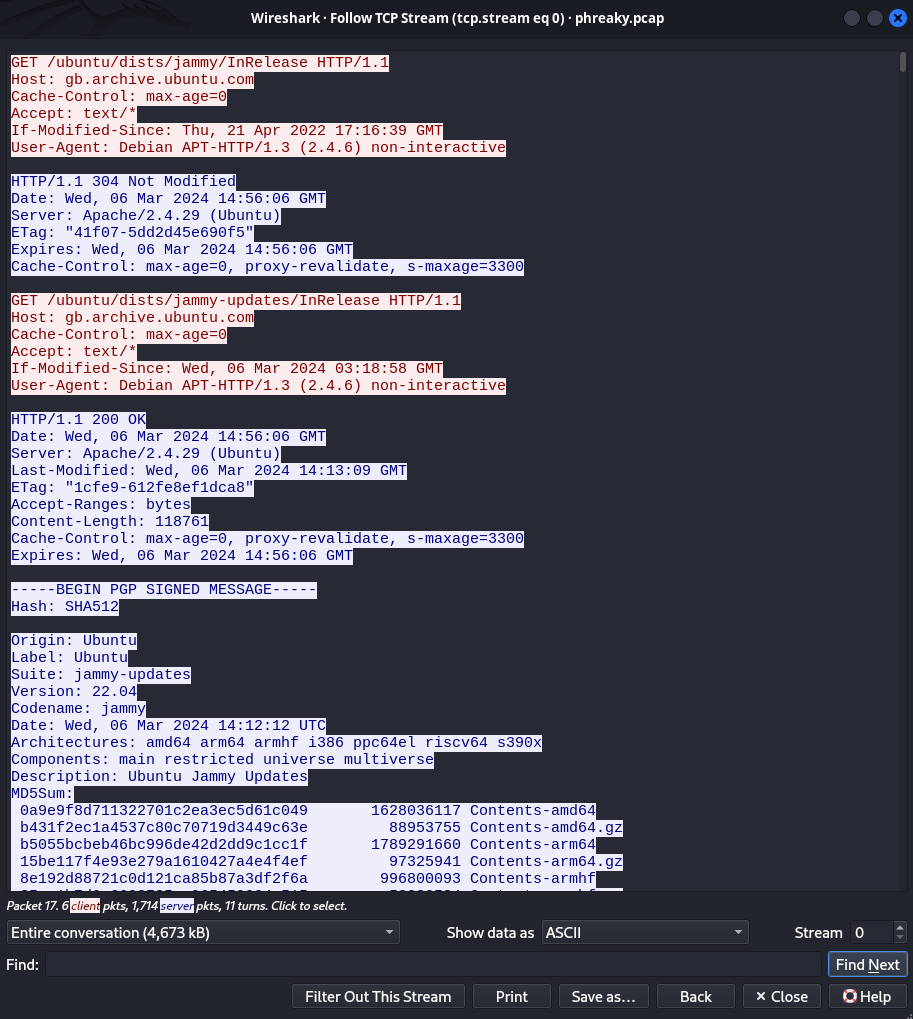 Wireshark · Follow TCP Stream (tcp.stream eq 0) · phreaky.pcap
GET /ubuntu/dists/jammy/InRelease HTTP/1.1
Host: gb.archive.ubuntu.com
Cache-Control: max-age=0
Accept: text/*
If-Modified-Since: Thu, 21 Apr 2022 17:16:39 GMT
User-Agent: Debian APT-HTTP/1.3 (2.4.6) non-interactive
HTTP/1.1 304 Not Modified
Date: Wed, 06 Mar 2024 14:56:06 GMT
Server: Apache/2.4.29 (Ubuntu)
ETag: "41f07-5dd2d45e690f5"
Expires: Wed, 06 Mar 2024 14:56:06 GMT
Cache-Control: max-age=0, proxy-revalidate, s-maxage=3300
GET /ubuntu/dists/jammy-updates/InRelease HTTP/1.1
Host: gb.archive.ubuntu.com
Cache-Control: max-age=0
Accept: text/*
If-Modified-Since: Wed, 06 Mar 2024 03:18:58 GMT
User-Agent: Debian APT-HTTP/1.3 (2.4.6) non-interactive
HTTP/1.1 200 OK
Date: Wed, 06 Mar 2024 14:56:06 GMT
Server: Apache/2.4.29 (Ubuntu)
Last-Modified: Wed, 06 Mar 2024 14:13:09 GMT
ETag: "1cfe9-612fe8ef1dca8"
Accept-Ranges: bytes
Content-Length: 118761
Cache-Control: max-age=0, proxy-revalidate, s-maxage=3300
Expires: Wed, 06 Mar 2024 14:56:06 GMT
-----BEGIN PGP SIGNED MESSAGE-----
Hash: SHA512
Origin: Ubuntu
Label: Ubuntu
Suite: jammy-updates
Version: 22.04
Codename: jammy
Date: Wed, 06 Mar 2024 14:12:12 UTC
Architectures: amd64 arm64 armhf i386 ppc64el riscv64 s390x
Components: main restricted universe multiverse
Description: Ubuntu Jammy Updates
MD5Sum:
0a9e9f8d711322701c2ea3ec5d61c049 1628036117 Contents-amd64
b431f2ec1a4537c80c70719d3449c63e 88953755 Contents-amd64.gz
b5055bcbeb46bc996de42d2dd9c1cc1f 1789291660 Contents-arm64
15be117f4e93e279a1610427a4e4f4ef 97325941 Contents-arm64.gz
8e192d88721c0d121ca85b87a3df2f6a 996800093 Contents-armhf
Packet 17. 6 client pkts, 1,714 server pkts, 11 turns. Click to select.
Entire conversation (4,673 kB) Show data as ASCII Stream 0
Find: Find Next
Filter Out This Stream Print Save as… Back × Close Help